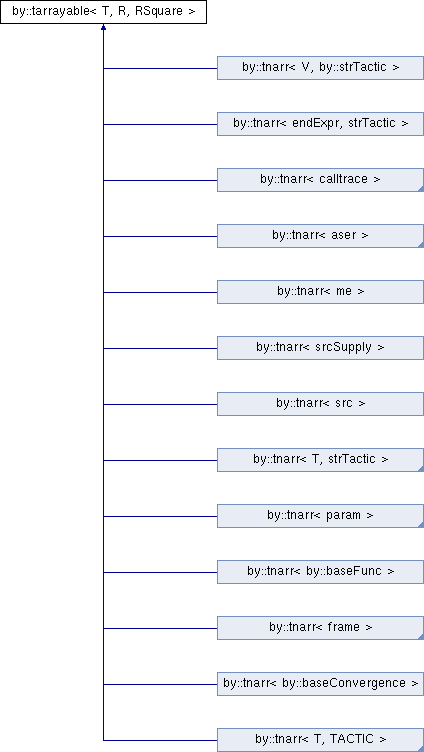 by::tarrayable< T, R, RSquare >
by::tnarr< V, by::strTactic >
by::tnarr< endExpr, strTactic >
by::tnarr< calltrace >
by::tnarr< aser >
by::tnarr< me >
by::tnarr< srcSupply >
by::tnarr< src >
by::tnarr< T, strTactic >
by::tnarr< param >
by::tnarr< by::baseFunc >
by::tnarr< frame >
by::tnarr< by::baseConvergence >
by::tnarr< T, TACTIC >